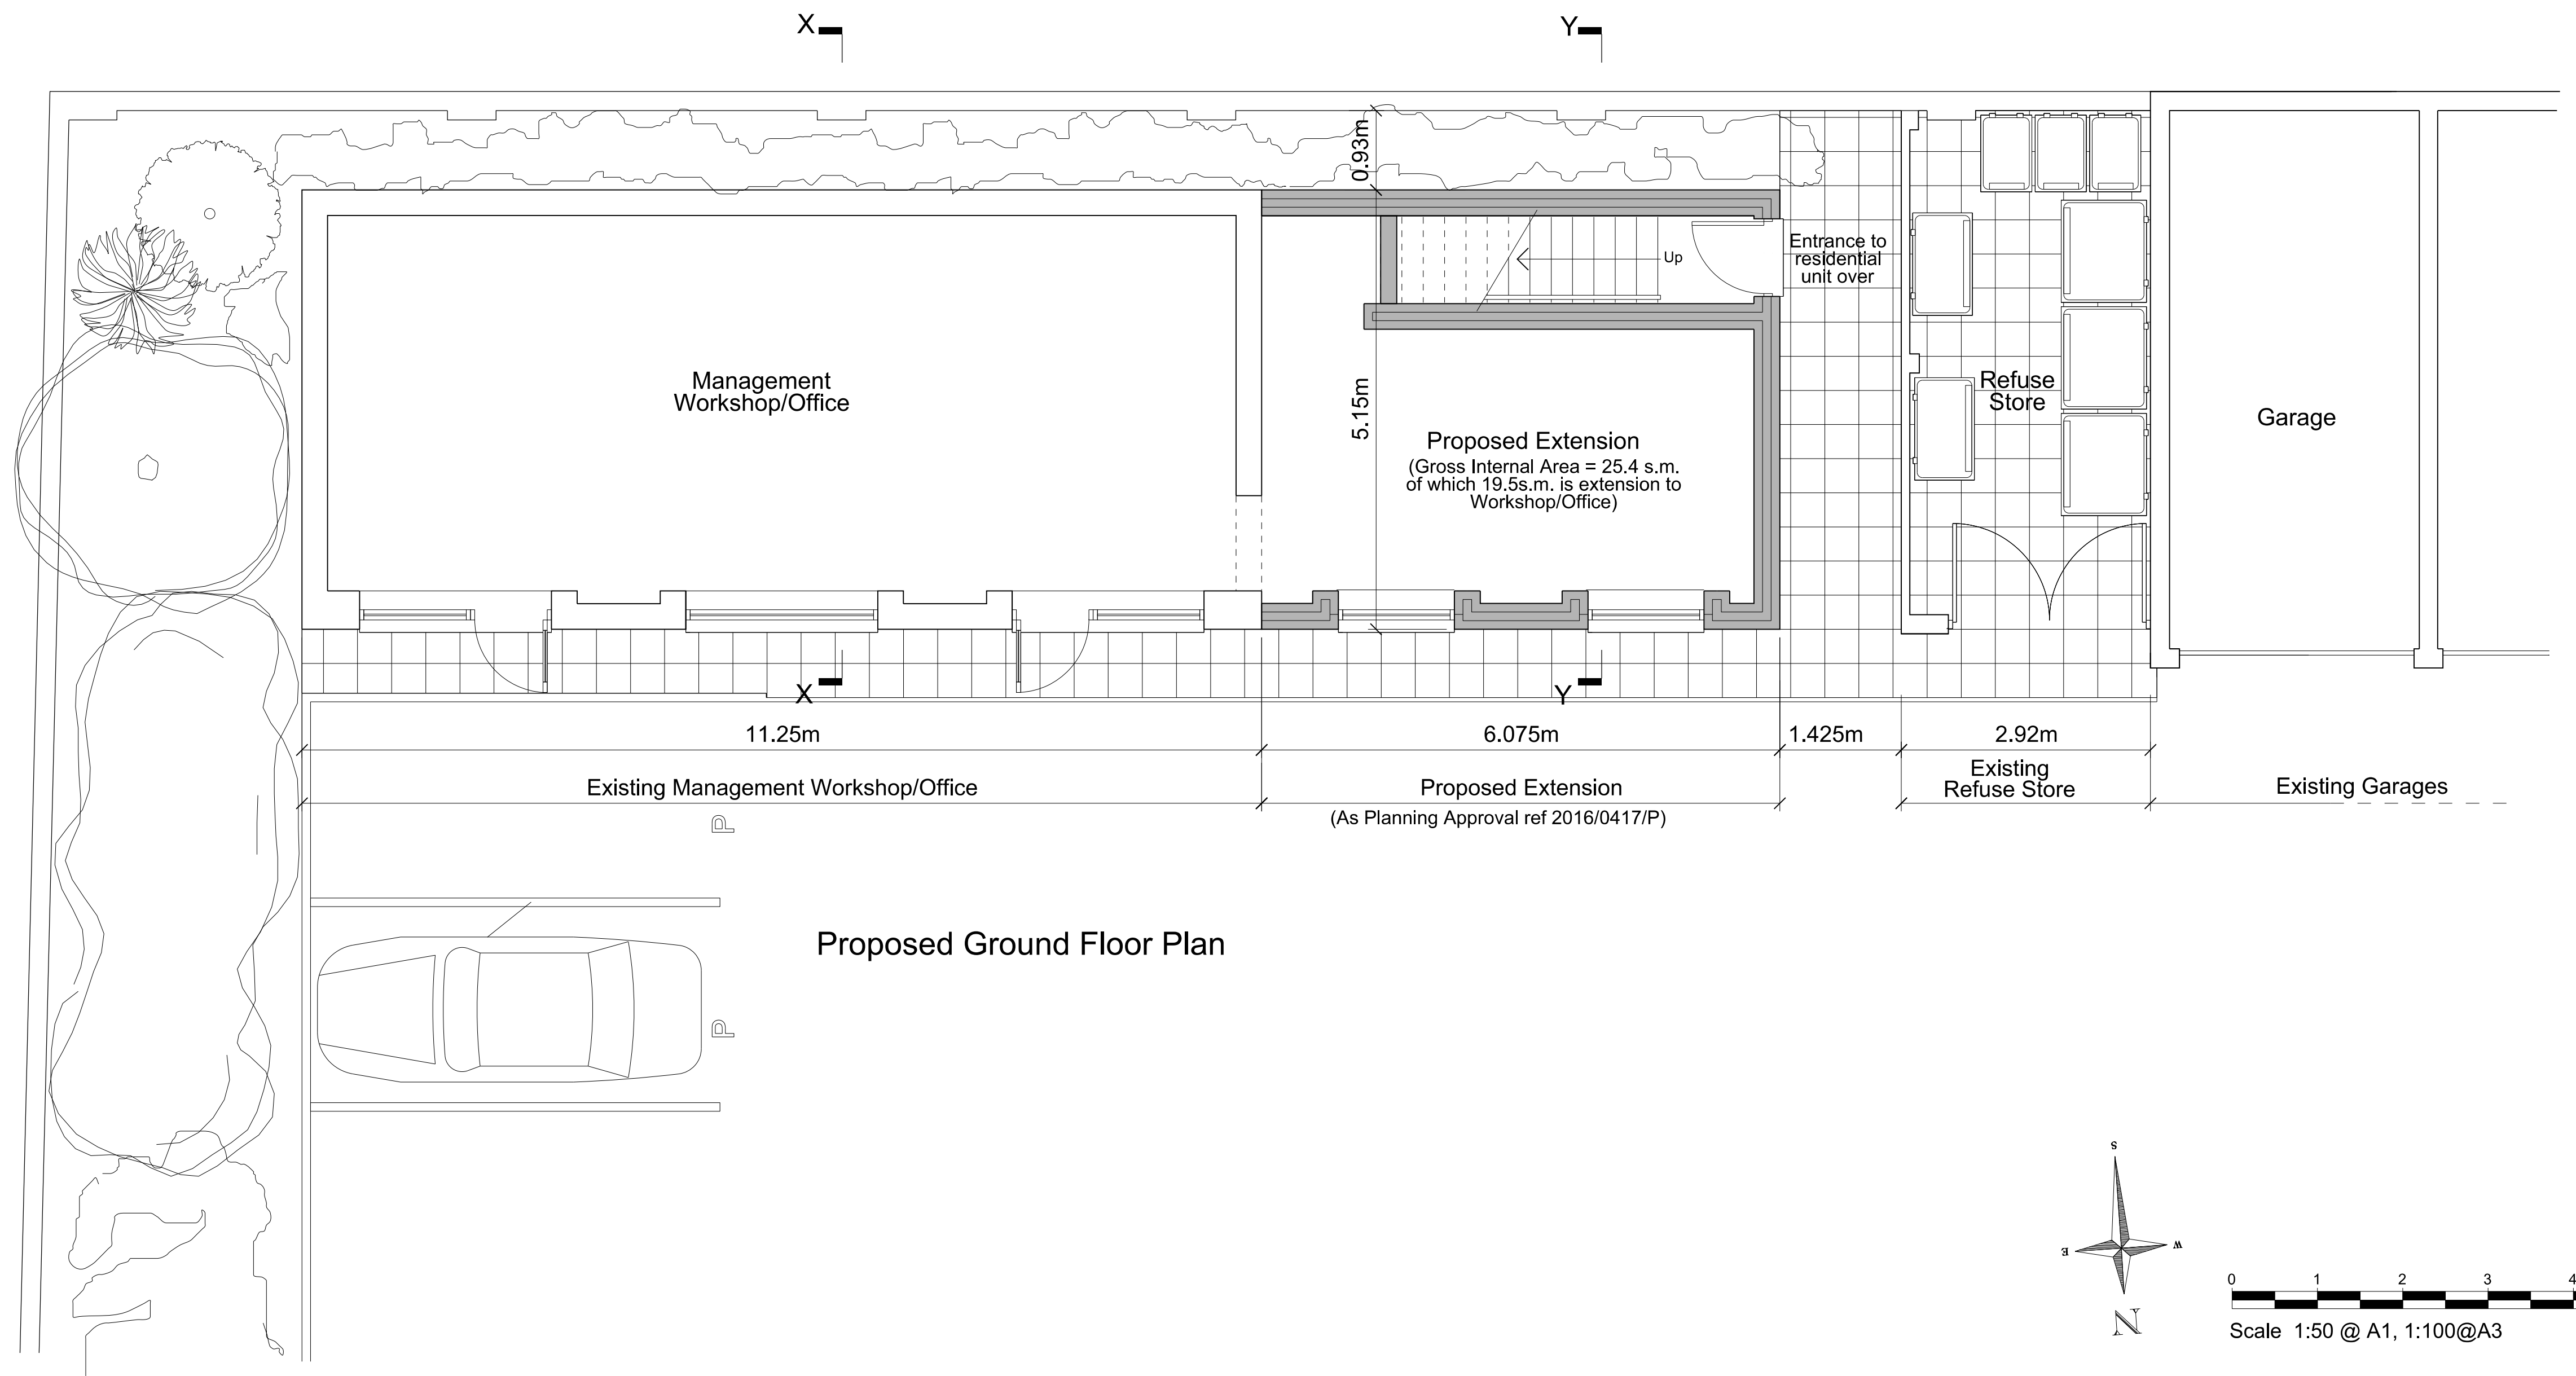 X
Y
0.93m
Entrance to
residential
unit over
Up
Management
Workshop/Office
5.15m
Refuse
Store
Garage
Proposed Extension
(Gross Internal Area = 25.4 s.m.
of which 19.5s.m. is extension to
Workshop/Office)
X
Y
11.25m
6.075m
1.425m
2.92m
Existing Management Workshop/Office
Proposed Extension
(As Planning Approval ref 2016/0417/P)
Existing
Refuse Store
Existing Garages
P
Proposed Ground Floor Plan
P
S
E
W
N
0 1 2 3 4
Scale 1:50 @ A1, 1:100@A3